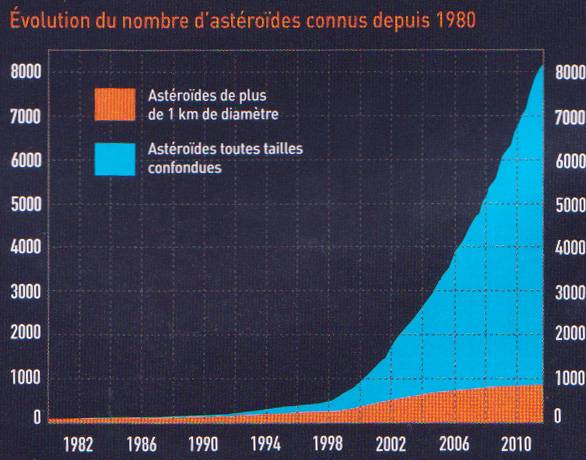 Évolution du nombre d'astéroïdes connus depuis 1980
8000 8000
Astéroïdes de plus
de 1 km de diamètre
7000 7000
Astéroïdes toutes tailles
confondues
6000 6000
5000 5000
4000 4000
3000 3000
2000 2000
1000 1000
0 0
1982 1986 1990 1994 1998 2002 2006 2010